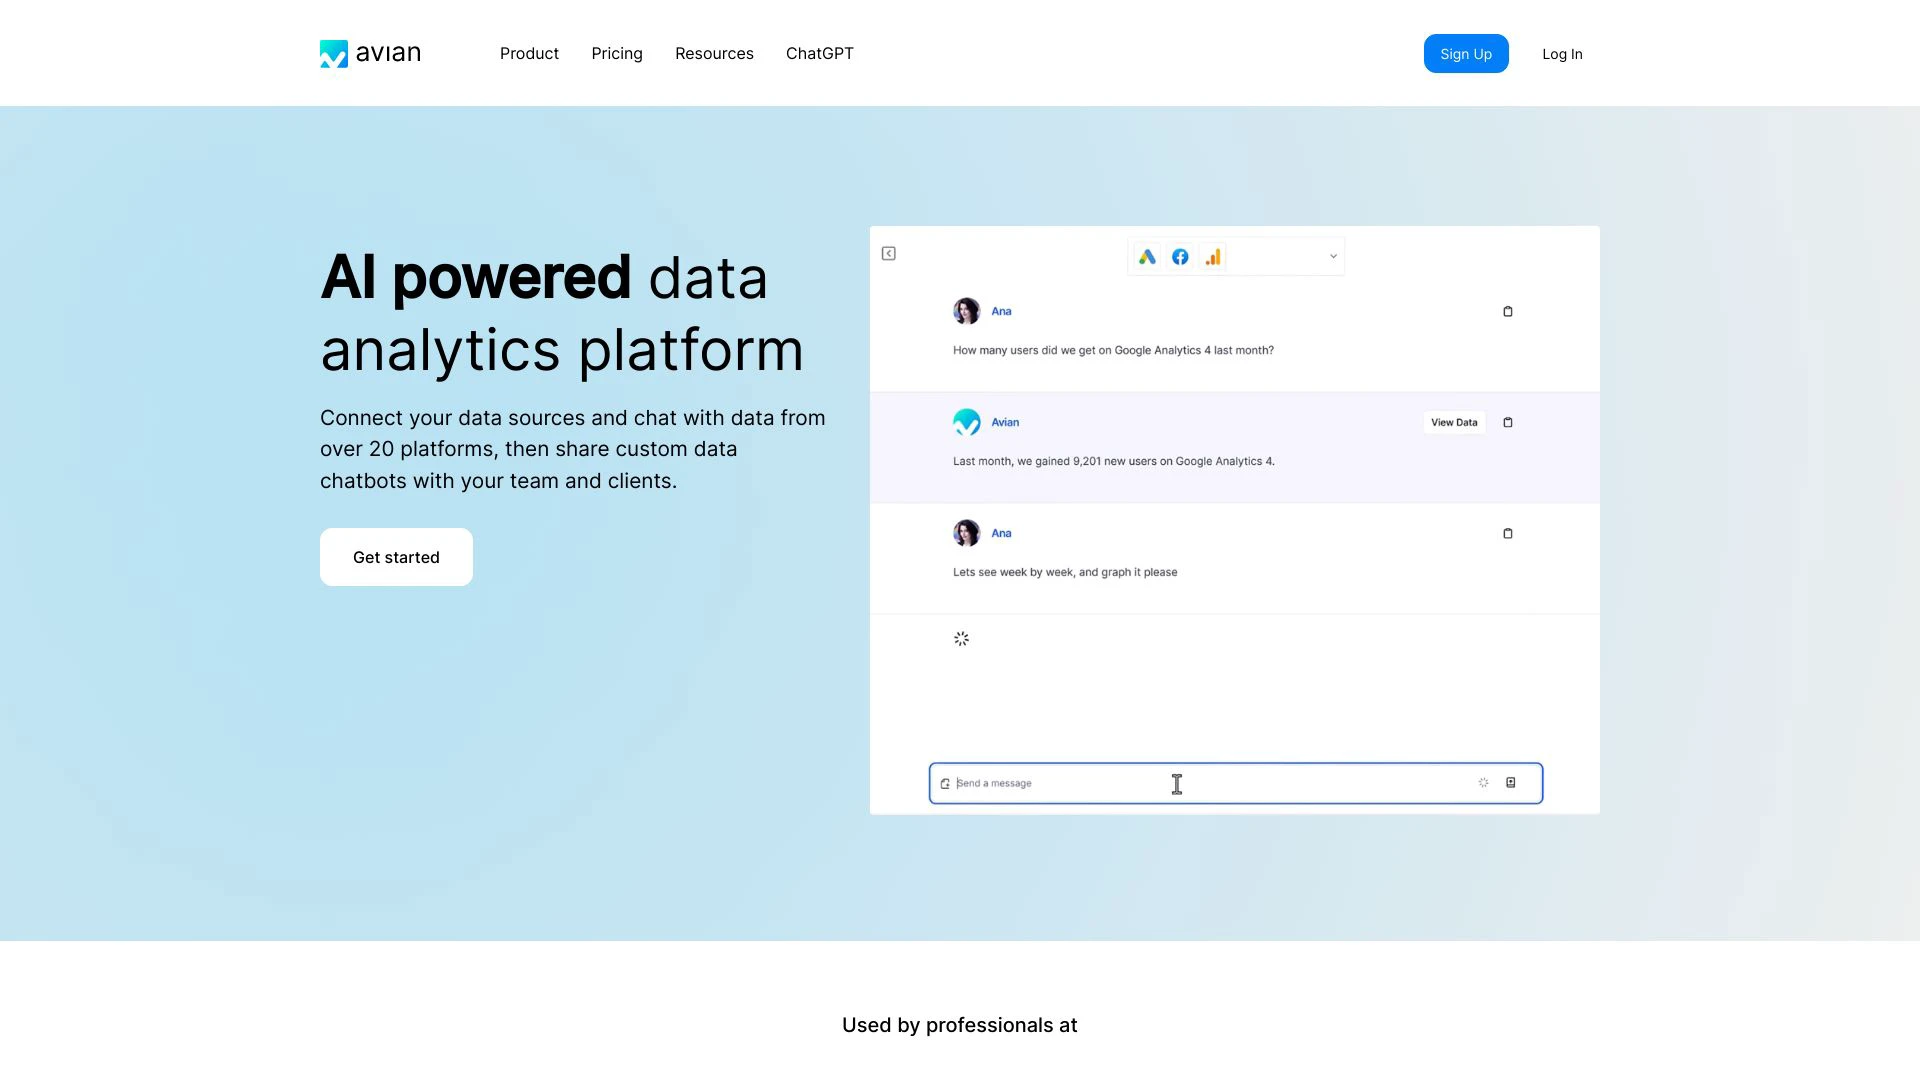 avian
Product
Pricing
Resources
ChatGPT
Sign Up
Log In
AI powered data
analytics platform
Connect your data sources and chat with data from
over 20 platforms, then share custom data
chatbots with your team and clients.
Get started
Ana
How many users did we get on Google Analytics 4 last month?
Avian
View Data
Last month, we gained 9,201 new users on Google Analytics 4.
Ana
Lets see week by week, and graph it please
Send a message
Used by professionals at